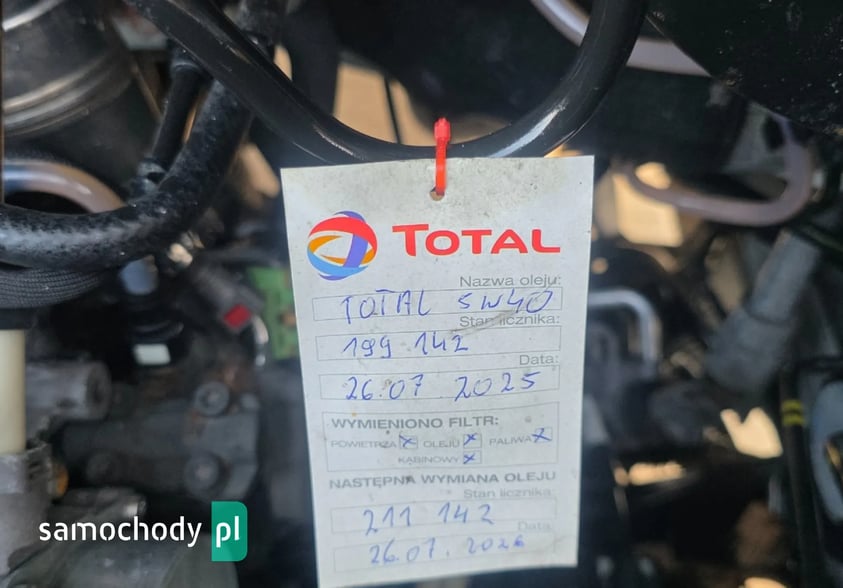 TOTAL
Nazwa oleju:
TOTAL 5W40
Stan licznika:
199 142
Data:
26.07.2025
WYMIENIONO FILTR:
POWIETRZA x OLEJU x PALIWA x
KABINOWY x
NASTĘPNA WYMIANA OLEJU
Stan licznika:
211 142
Data:
26.07.2026
samochody pl